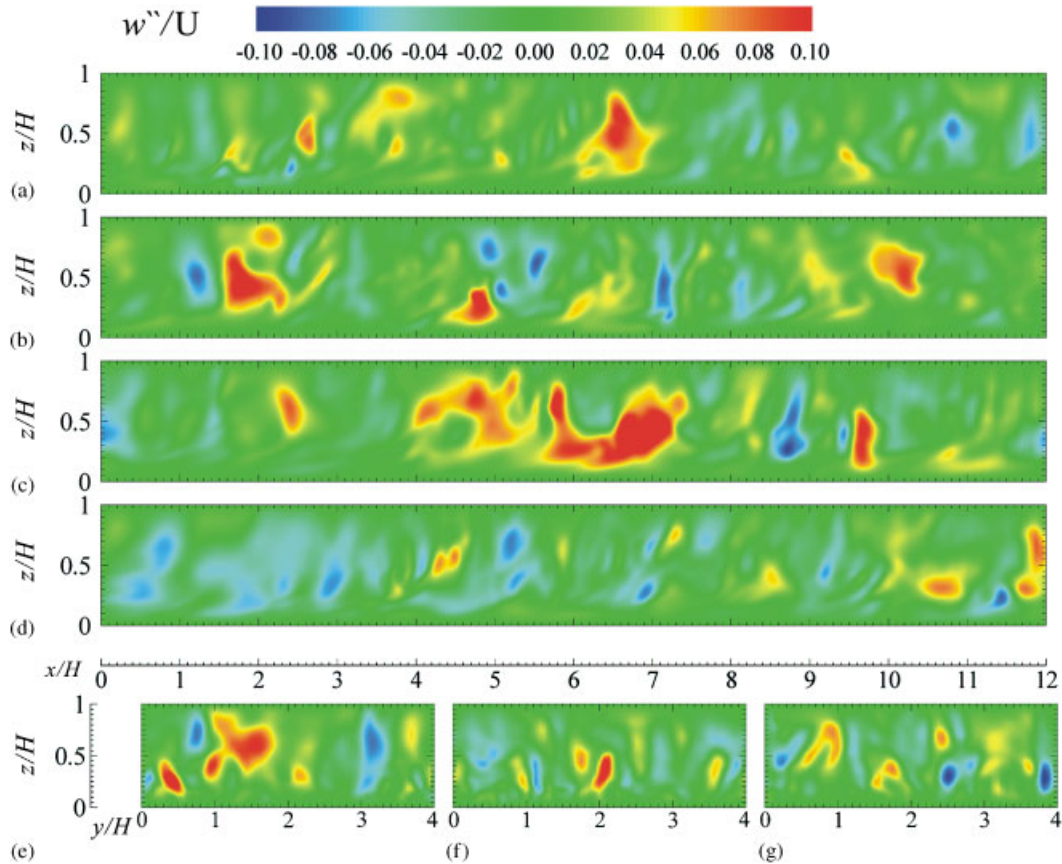 w``/U
-0.10 -0.08 -0.06 -0.04 -0.02 0.00 0.02 0.04 0.06 0.08 0.10
1
z/H
0.5
(a)
0
1
z/H
0.5
(b)
0
1
z/H
0.5
(c)
0
1
z/H
0.5
(d)
0
x/H
0 1 2 3 4 5 6 7 8 9 10 11 12
1
z/H
0.5
0
y/H
0 1 2 3 4 0 1 2 3 4 0 1 2 3 4
(e) (f) (g)